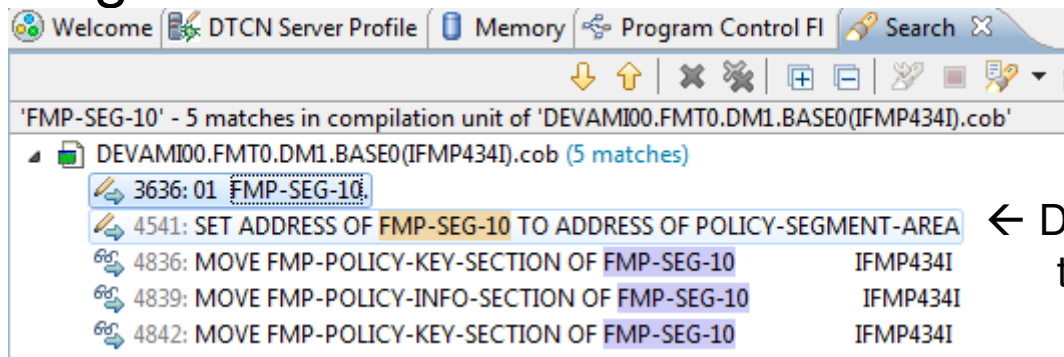 Welcome DTCN Server Profile Memory Program Control Fl Search
'FMP-SEG-10' - 5 matches in compilation unit of 'DEVAMI00.FMT0.DM1.BASE0(IFMP434I).cob'
DEVAMI00.FMT0.DM1.BASE0(IFMP434I).cob (5 matches)
3636: 01 FMP-SEG-10.
4541: SET ADDRESS OF FMP-SEG-10 TO ADDRESS OF POLICY-SEGMENT-AREA ← D
t
4836: MOVE FMP-POLICY-KEY-SECTION OF FMP-SEG-10 IFMP434I
4839: MOVE FMP-POLICY-INFO-SECTION OF FMP-SEG-10 IFMP434I
4842: MOVE FMP-POLICY-KEY-SECTION OF FMP-SEG-10 IFMP434I